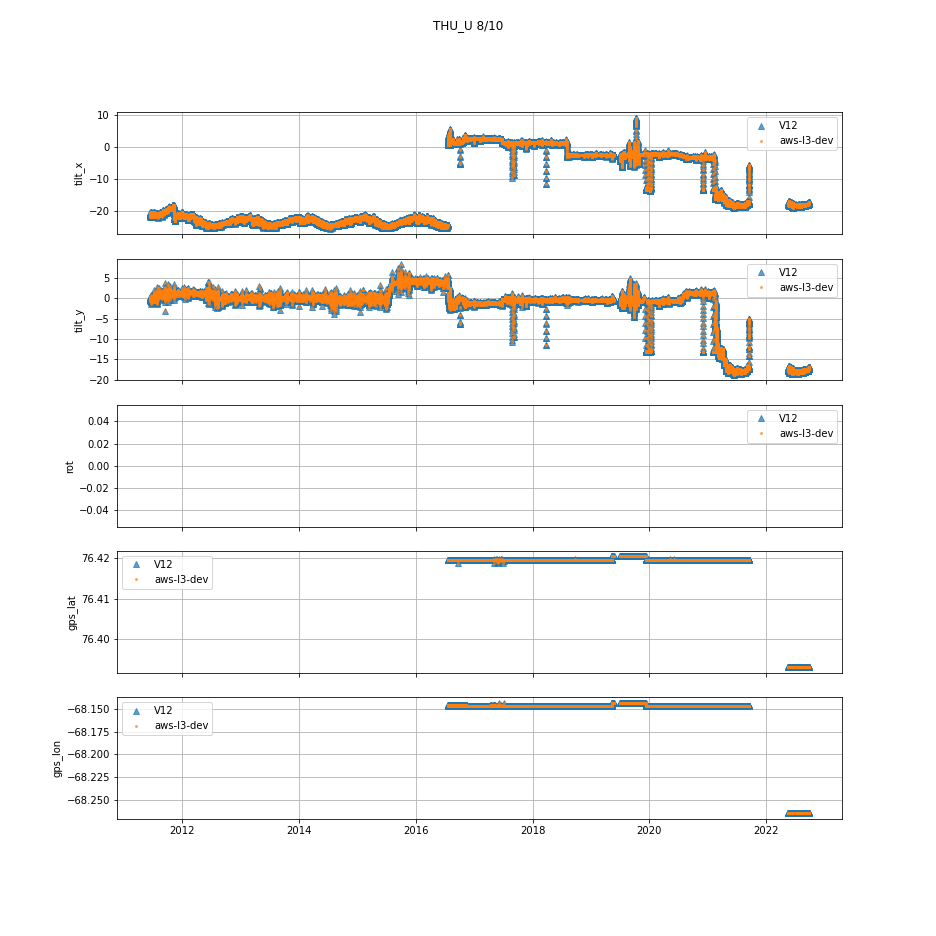 THU_U 8/10
10
0
−10
−20
tilt_x
V12
aws-l3-dev
5
0
−5
−10
−15
−20
tilt_y
V12
aws-l3-dev
0.04
0.02
0.00
−0.02
−0.04
rot
V12
aws-l3-dev
76.42
76.41
76.40
gps_lat
V12
aws-l3-dev
−68.150
−68.175
−68.200
−68.225
−68.250
gps_lon
V12
aws-l3-dev
2012 2014 2016 2018 2020 2022